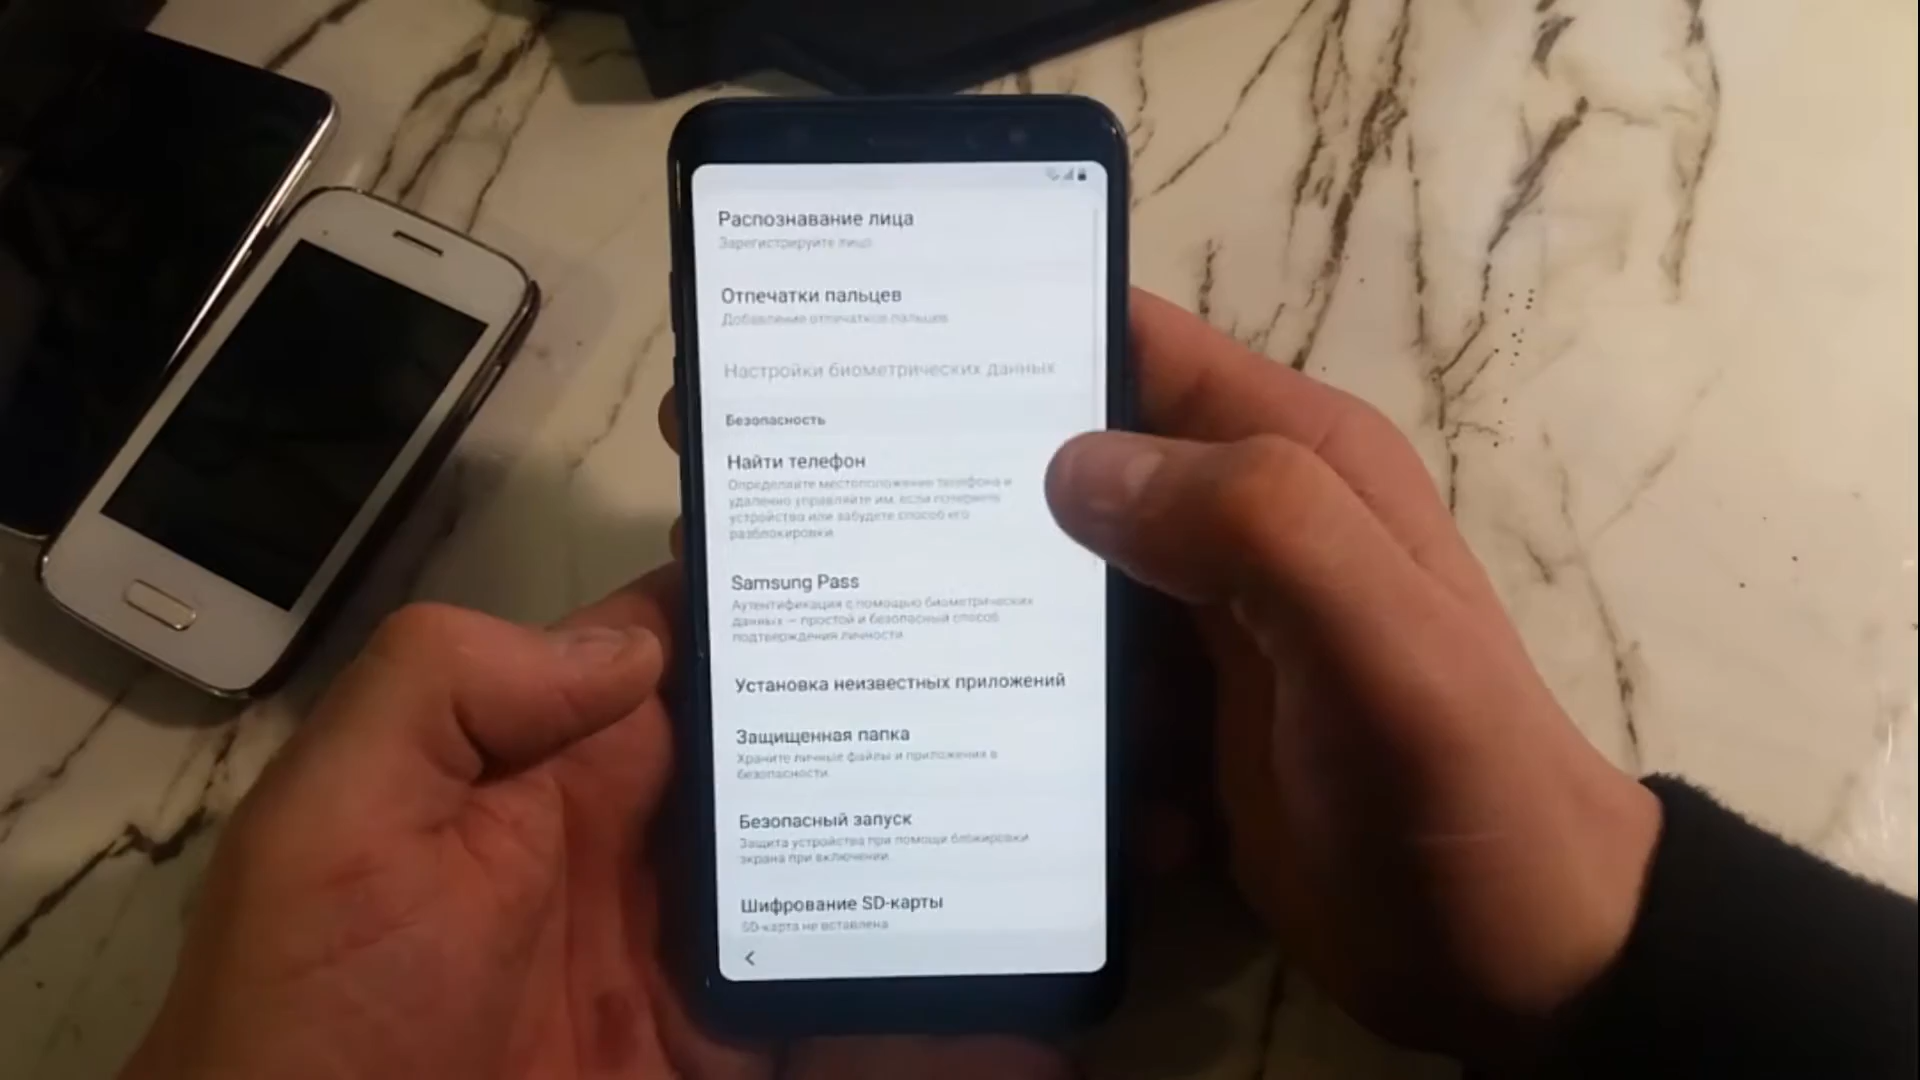 Распознавание лица
Зарегистрируйте лицо
Отпечатки пальцев
Добавление отпечатков пальцев
Настройки биометрических данных
Безопасность
Найти телефон
Определяйте местоположение телефона и
удаленно управляйте им, если потеряете
устройство или забудете способ его
разблокировки.
Samsung Pass
Аутентификация с помощью биометрических
данных — простой и безопасный способ
подтверждения личности.
Установка неизвестных приложений
Защищенная папка
Храните личные файлы и приложения в
безопасности.
Безопасный запуск
Защита устройства при помощи блокировки
экрана при включении.
Шифрование SD-карты
SD-карта не вставлена